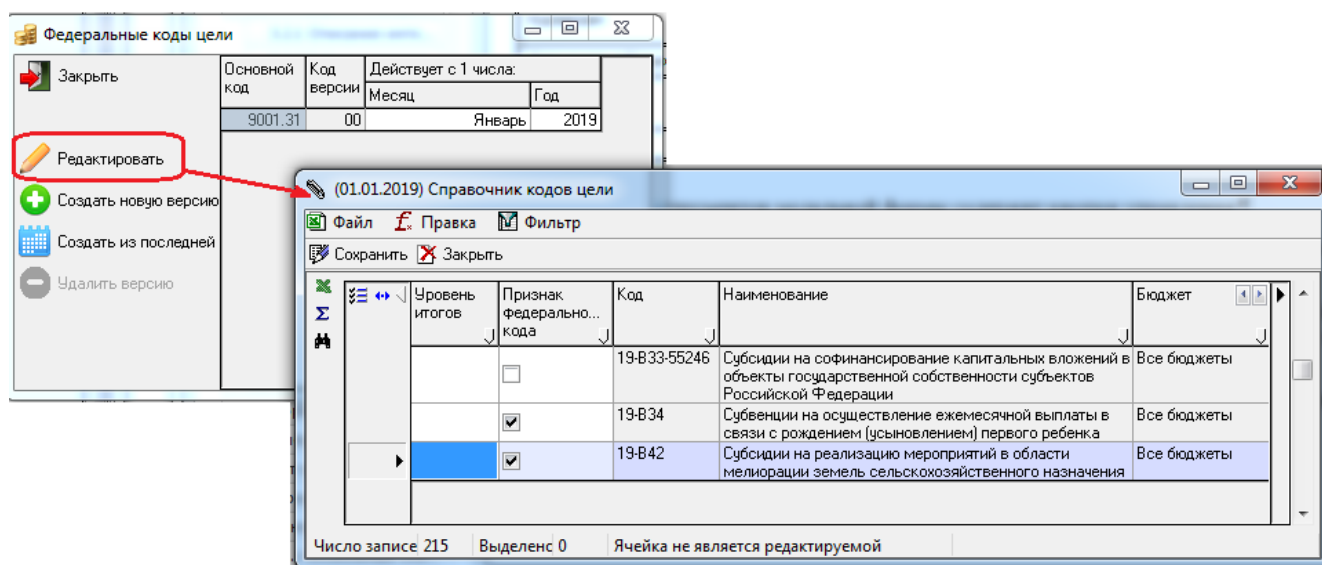 Федеральные коды цели
Закрыть
Редактировать
Создать новую версию
Создать из последней
Удалить версию
Основной код
Код версии
Действует с 1 числа:
Месяц
Год
9001.31 00 Январь 2019
(01.01.2019) Справочник кодов цели
Файл Правка Фильтр
Сохранить Закрыть
Уровень итогов
Признак федерально... кода
Код
Наименование
Бюджет
19-В33-55246 Субсидии на софинансирование капитальных вложений в Все бюджеты
объекты государственной собственности субъектов
Российской Федерации
19-В34 Субвенции на осуществление ежемесячной выплаты в Все бюджеты
связи с рождением (усыновлением) первого ребенка
19-В42 Субсидии на реализацию мероприятий в области Все бюджеты
мелиорации земель сельскохозяйственного назначения
Число записе 215 Выделенс 0 Ячейка не является редактируемой